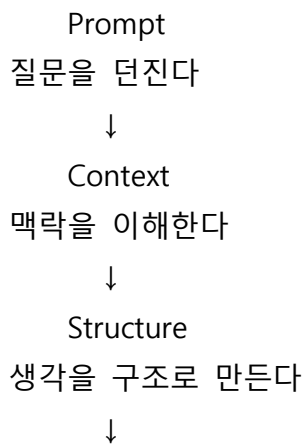 Prompt
질문을 던진다
↓
Context
맥락을 이해한다
↓
Structure
생각을 구조로 만든다
↓